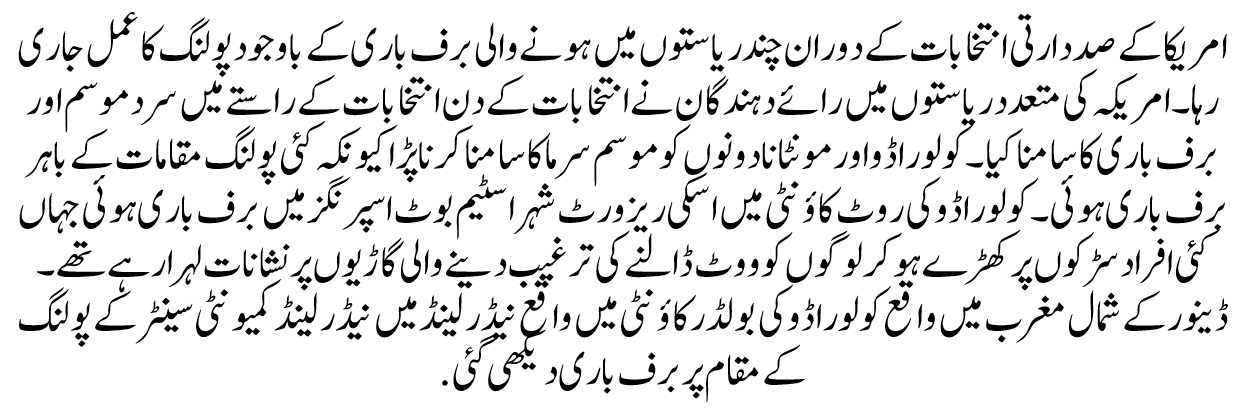 امریکا کے صددارتی انتخابات کے دوران چند ریاستوں میں ہونے والی برف باری کے باوجود پولنگ کا عمل جاری
رہا۔ امریکہ کی متعدد ریاستوں میں رائے دہندگان نے انتخابات کے دن انتخابات کے راستے میں سرد موسم اور
برف باری کا سامنا کیا۔ کولوراڈو اور مونٹانا دونوں کو موسم سرما کا سامنا کرنا پڑا کیونکہ کئی پولنگ مقامات کے باہر
برف باری ہوئی۔ کولوراڈو کی روٹ کاؤنٹی میں اسکی ریزورٹ شہر اسٹیم بوٹ اسپرنگز میں برف باری ہوئی جہاں
کئی افراد سڑکوں پر کھڑے ہو کر لوگوں کو ووٹ ڈالنے کی ترغیب دینے والی گاڑیوں پر نشانات لہرا رہے تھے۔
ڈینور کے شمال مغرب میں واقع کولوراڈو کی بولڈر کاؤنٹی میں واقع نیڈرلینڈ میں نیڈرلینڈ کمیونٹی سینٹر کے پولنگ
کے مقام پر برف باری دیکھی گئی.